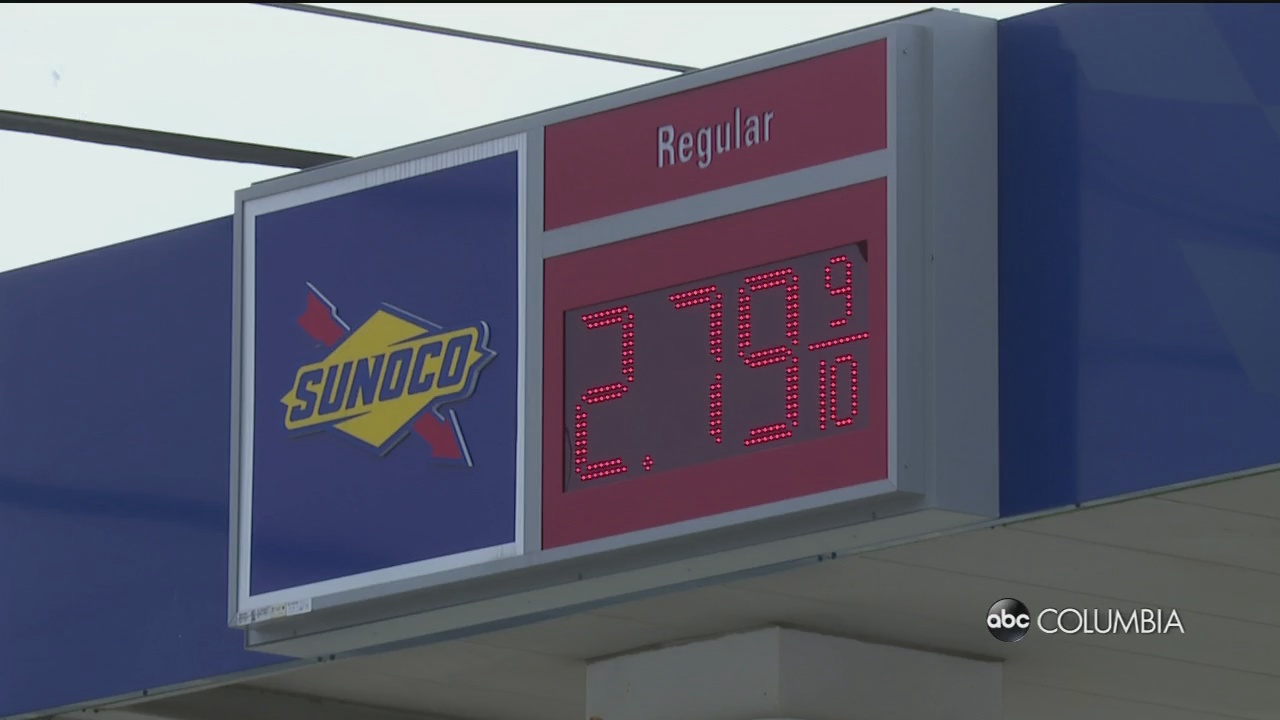 SUNOCO
Regular
2.79 9/10
abc COLUMBIA